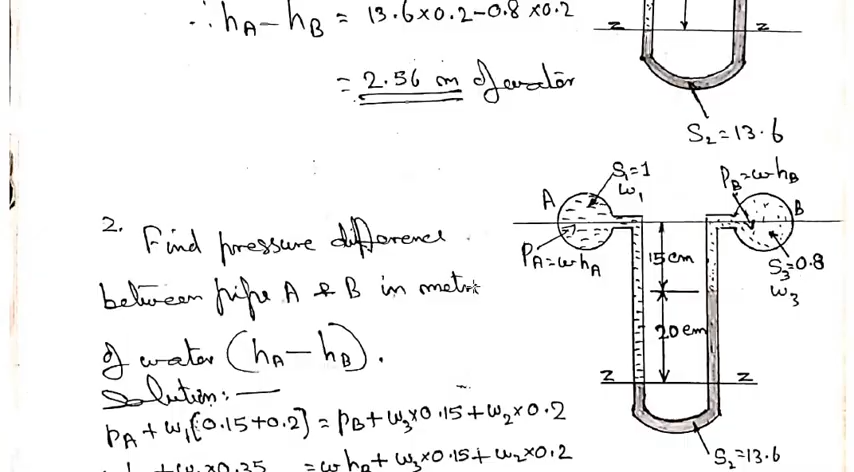 ∴ hA − hB = 13.6×0.2−0.8×0.2
= 2.56 m of water
Z Z
S2=13.6
2. Find pressure difference
between pipe A & B in metre
of water (hA − hB).
Solution:—
PA + w1[0.15+0.2] = PB + w3×0.15 + w2×0.2
+ w1×0.35 = w hB + w3×0.15 + w2×0.2
A
S1=1
w1
PB=w hB
B
PA=w hA
15 cm
S3=0.8
w3
20 cm
Z Z
S2=13.6